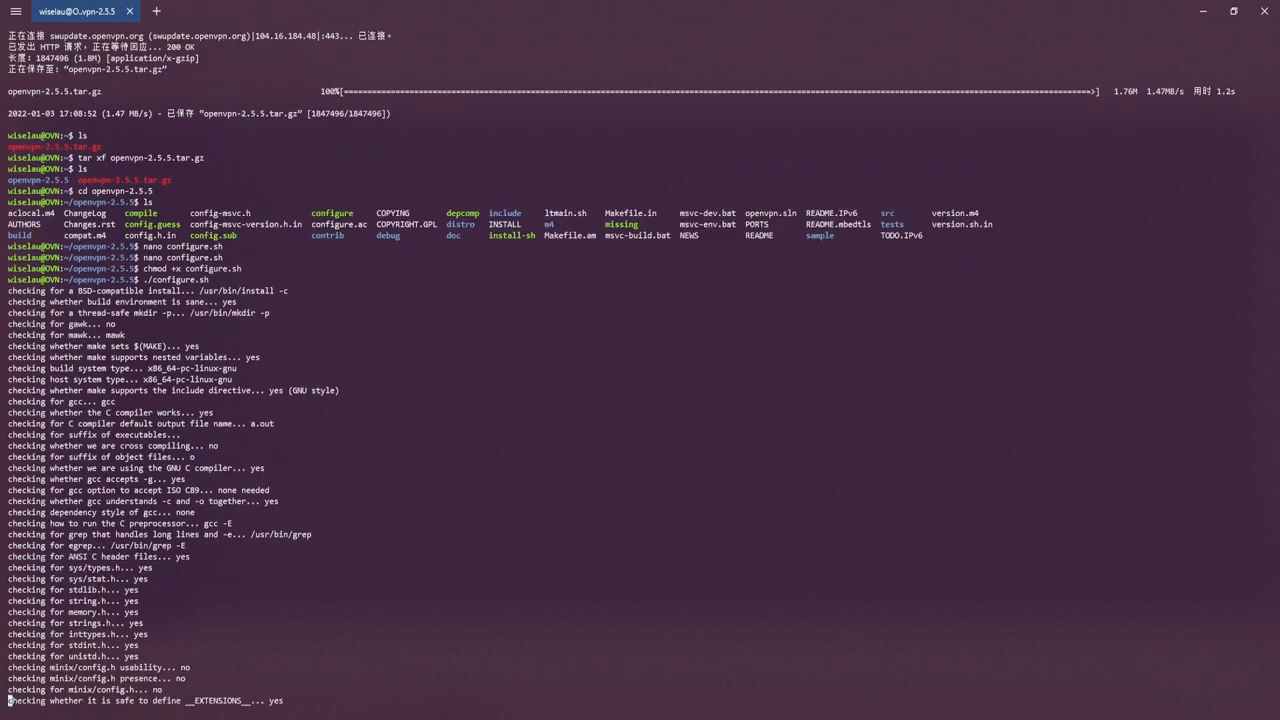 wiselau@O..vpn-2.5.5
正在连接 swupdate.openvpn.org (swupdate.openvpn.org)|104.16.184.48|:443... 已连接。
已发出 HTTP 请求，正在等待回应... 200 OK
长度：1847496 (1.8M) [application/x-gzip]
正在保存至: “openvpn-2.5.5.tar.gz”
openvpn-2.5.5.tar.gz 100%[=============================================================>] 1.76M 1.47MB/s 用时 1.2s
2022-01-03 17:08:52 (1.47 MB/s) - 已保存 “openvpn-2.5.5.tar.gz” [1847496/1847496])
wiselau@OVN:~$ ls
openvpn-2.5.5.tar.gz
wiselau@OVN:~$ tar xf openvpn-2.5.5.tar.gz
wiselau@OVN:~$ ls
openvpn-2.5.5 openvpn-2.5.5.tar.gz
wiselau@OVN:~$ cd openvpn-2.5.5
wiselau@OVN:~/openvpn-2.5.5$ ls
aclocal.m4 ChangeLog compile config-msvc.h configure COPYING depcomp include ltmain.sh Makefile.in msvc-dev.bat openvpn.sln README.IPv6 src version.m4
AUTHORS Changes.rst config.guess config-msvc-version.h.in configure.ac COPYRIGHT.GPL distro INSTALL m4 missing msvc-env.bat PORTS README.mbedtls tests version.sh.in
build compat.m4 config.h.in config.sub contrib debug doc install-sh Makefile.am msvc-build.bat NEWS README sample TODO.IPv6
wiselau@OVN:~/openvpn-2.5.5$ nano configure.sh
wiselau@OVN:~/openvpn-2.5.5$ nano configure.sh
wiselau@OVN:~/openvpn-2.5.5$ chmod +x configure.sh
wiselau@OVN:~/openvpn-2.5.5$ ./configure.sh
checking for a BSD-compatible install... /usr/bin/install -c
checking whether build environment is sane... yes
checking for a thread-safe mkdir -p... /usr/bin/mkdir -p
checking for gawk... no
checking for mawk... mawk
checking whether make sets $(MAKE)... yes
checking whether make supports nested variables... yes
checking build system type... x86_64-pc-linux-gnu
checking host system type... x86_64-pc-linux-gnu
checking whether make supports the include directive... yes (GNU style)
checking for gcc... gcc
checking whether the C compiler works... yes
checking for C compiler default output file name... a.out
checking for suffix of executables...
checking whether we are cross compiling... no
checking for suffix of object files... o
checking whether we are using the GNU C compiler... yes
checking whether gcc accepts -g... yes
checking for gcc option to accept ISO C89... none needed
checking whether gcc understands -c and -o together... yes
checking dependency style of gcc... none
checking how to run the C preprocessor... gcc -E
checking for grep that handles long lines and -e... /usr/bin/grep
checking for egrep... /usr/bin/grep -E
checking for ANSI C header files... yes
checking for sys/types.h... yes
checking for sys/stat.h... yes
checking for stdlib.h... yes
checking for string.h... yes
checking for memory.h... yes
checking for strings.h... yes
checking for inttypes.h... yes
checking for stdint.h... yes
checking for unistd.h... yes
checking minix/config.h usability... no
checking minix/config.h presence... no
checking for minix/config.h... no
checking whether it is safe to define __EXTENSIONS__... yes